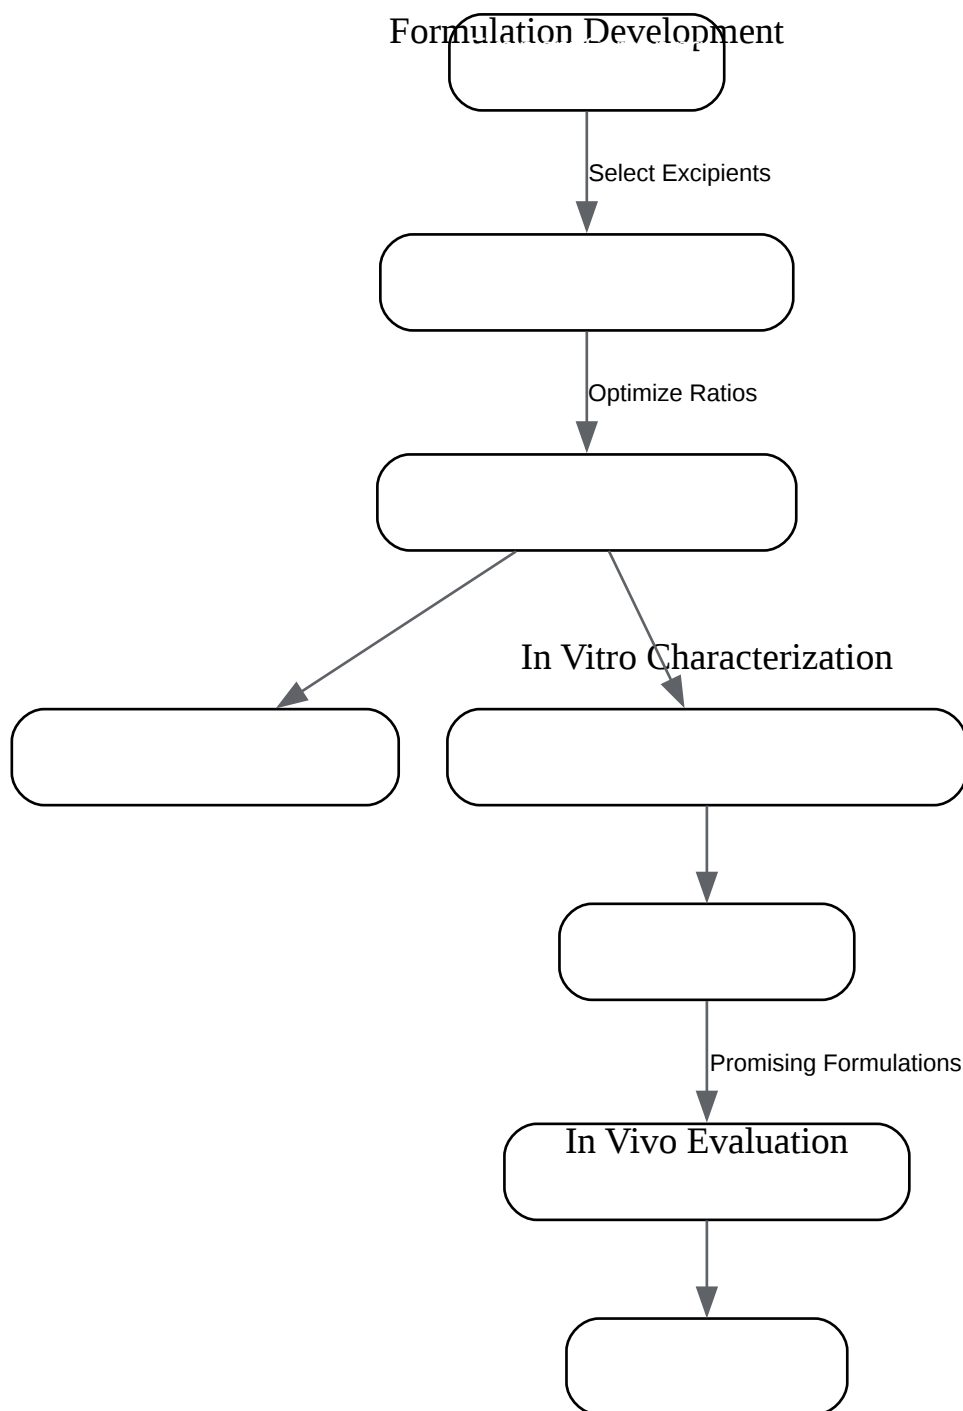 Formulation Development
Select Excipients
Optimize Ratios
In Vitro Characterization
Promising Formulations
In Vivo Evaluation